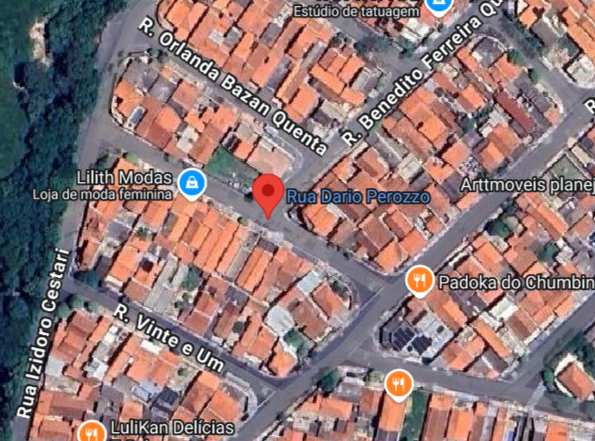 Estúdio de tatuagem
R. Orlanda Bazan Quenta
R. Benedito Ferreira Qu
Lilith Modas
Loja de moda feminina
Rua Dario Perozzo
Arttmoveis planej
Padoka do Chumbin
Rua Izidoro Cestari
R. Vinte e Um
LuliKan Delícias